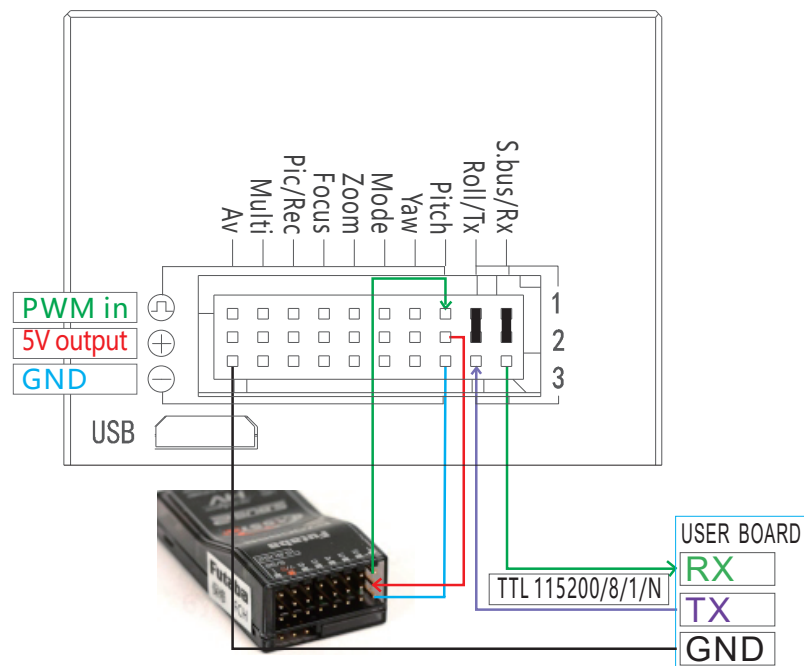 Av
Multi
Pic/Rec
Focus
Zoom
Mode
Yaw
Pitch
Roll/Tx
S.bus/Rx
PWM in
5V output
GND
1
2
3
USB
Futaba
Futaba
USER BOARD
RX
TTL 115200/8/1/N
TX
GND